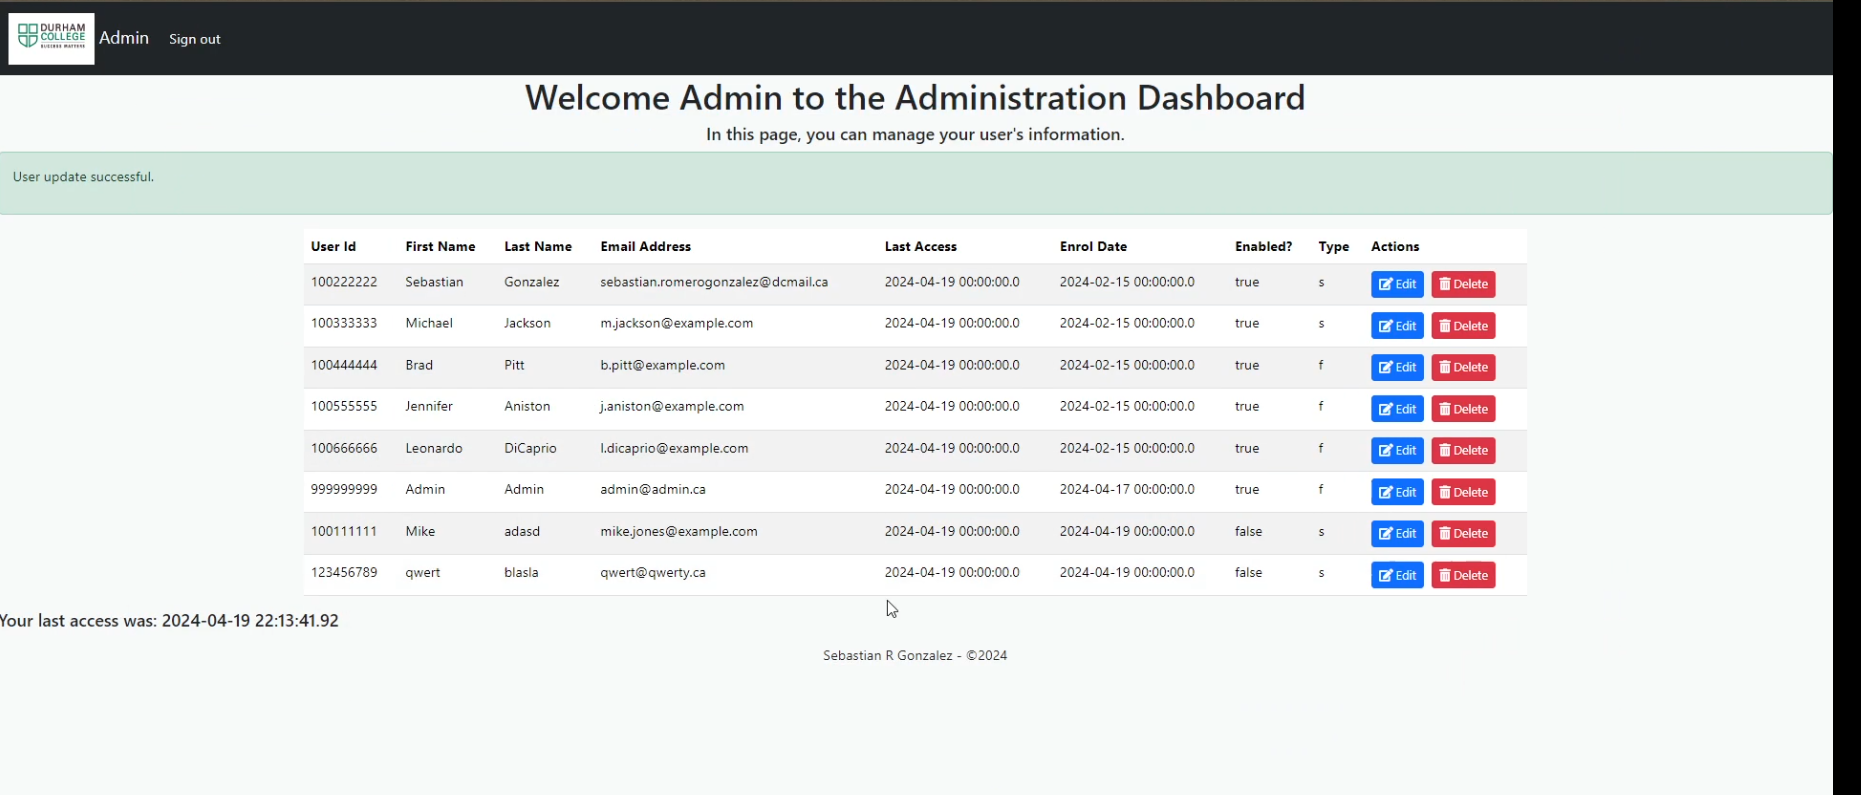 DURHAM
COLLEGE
SUCCESS MATTERS
Admin Sign out
Welcome Admin to the Administration Dashboard
In this page, you can manage your user's information.
User update successful.
User Id First Name Last Name Email Address Last Access Enrol Date Enabled? Type Actions
100222222 Sebastian Gonzalez sebastian.romerogonzalez@dcmail.ca 2024-04-19 00:00:00.0 2024-02-15 00:00:00.0 true s Edit Delete
100333333 Michael Jackson m.jackson@example.com 2024-04-19 00:00:00.0 2024-02-15 00:00:00.0 true s Edit Delete
100444444 Brad Pitt b.pitt@example.com 2024-04-19 00:00:00.0 2024-02-15 00:00:00.0 true f Edit Delete
100555555 Jennifer Aniston j.aniston@example.com 2024-04-19 00:00:00.0 2024-02-15 00:00:00.0 true f Edit Delete
100666666 Leonardo DiCaprio l.dicaprio@example.com 2024-04-19 00:00:00.0 2024-02-15 00:00:00.0 true f Edit Delete
999999999 Admin Admin admin@admin.ca 2024-04-19 00:00:00.0 2024-04-17 00:00:00.0 true f Edit Delete
100111111 Mike adasd mike.jones@example.com 2024-04-19 00:00:00.0 2024-04-19 00:00:00.0 false s Edit Delete
123456789 qwert blasla qwert@qwerty.ca 2024-04-19 00:00:00.0 2024-04-19 00:00:00.0 false s Edit Delete
Your last access was: 2024-04-19 22:13:41.92
Sebastian R Gonzalez - ©2024